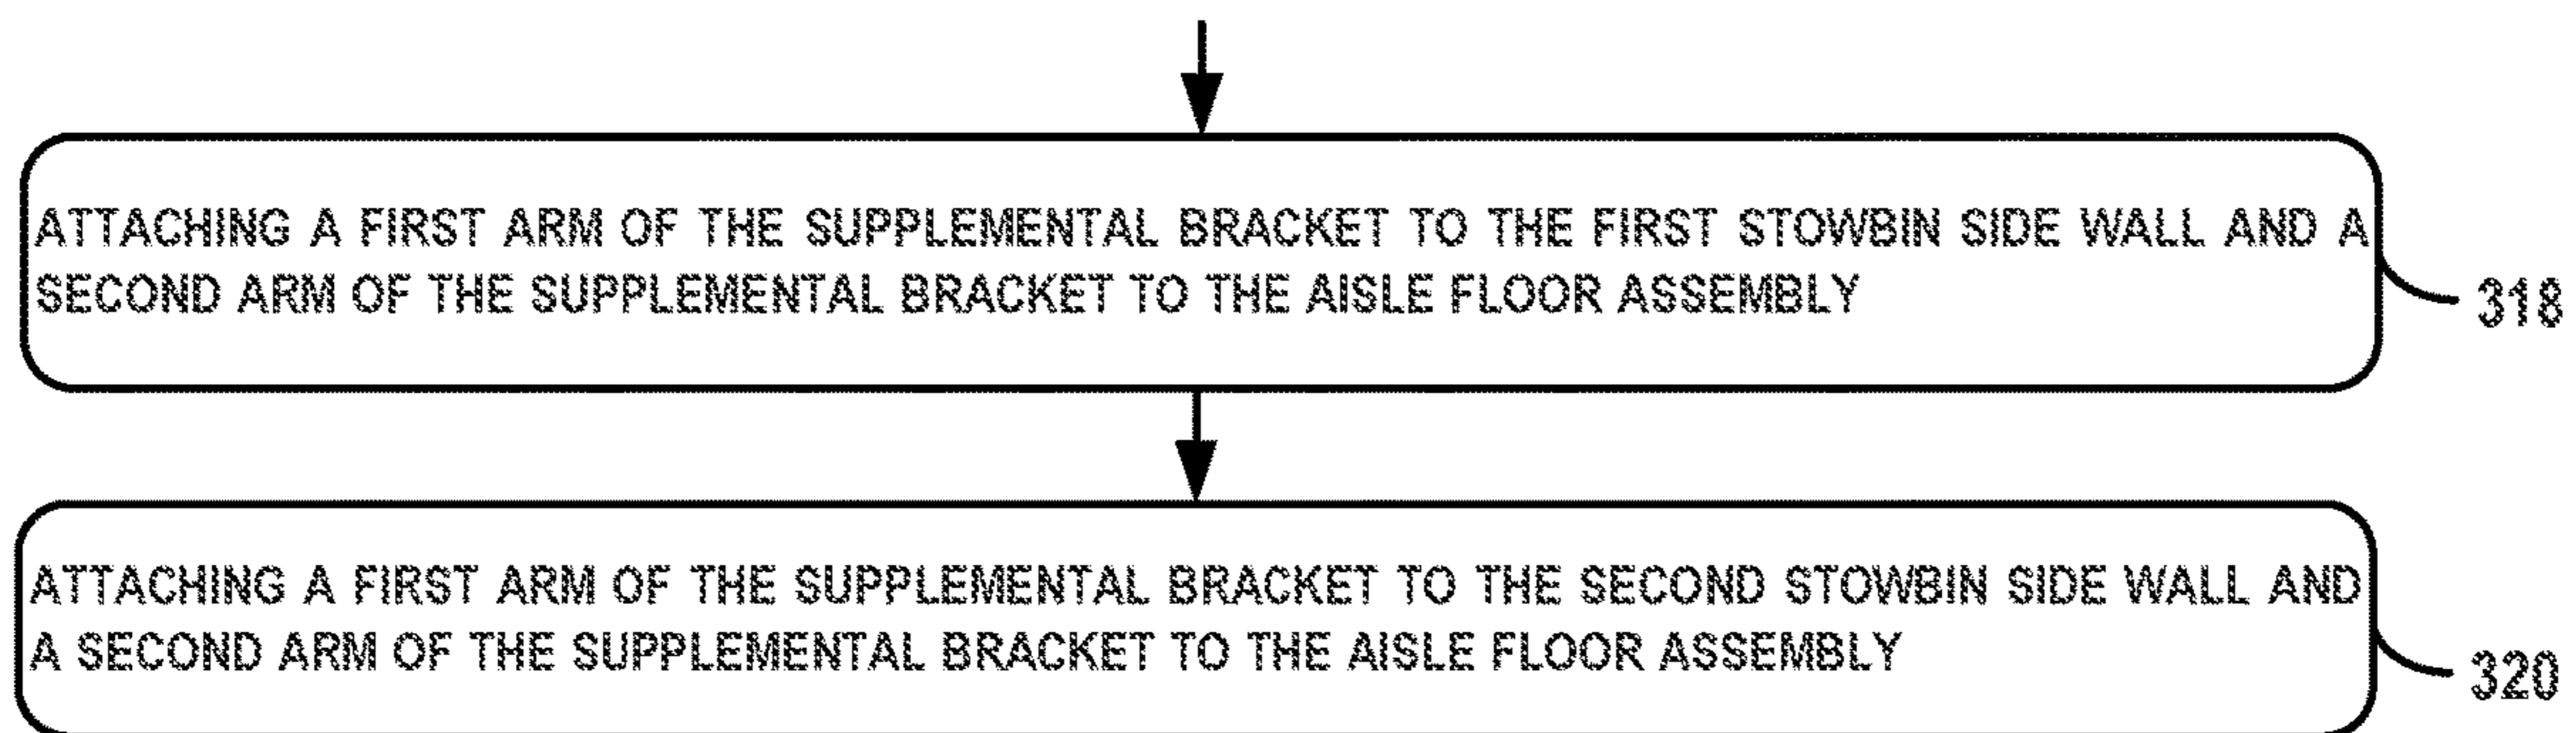 ATTACHING A FIRST ARM OF THE SUPPLEMENTAL BRACKET TO THE FIRST STOWBIN SIDE WALL AND A
SECOND ARM OF THE SUPPLEMENTAL BRACKET TO THE AISLE FLOOR ASSEMBLY
318
ATTACHING A FIRST ARM OF THE SUPPLEMENTAL BRACKET TO THE SECOND STOWBIN SIDE WALL AND
A SECOND ARM OF THE SUPPLEMENTAL BRACKET TO THE AISLE FLOOR ASSEMBLY
320